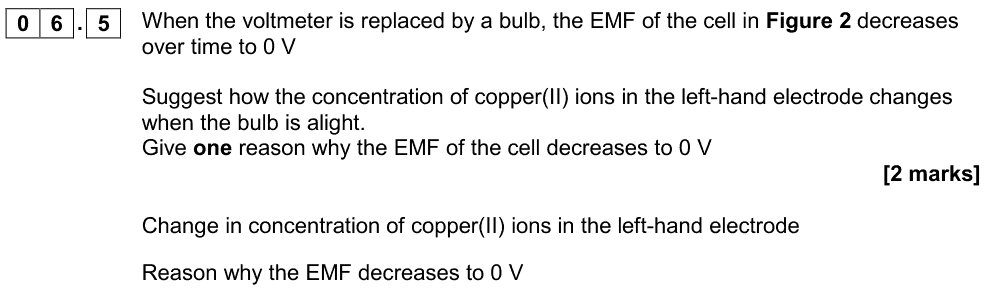 0 6 . 5 When the voltmeter is replaced by a bulb, the EMF of the cell in Figure 2 decreases
over time to 0 V
Suggest how the concentration of copper(II) ions in the left-hand electrode changes
when the bulb is alight.
Give one reason why the EMF of the cell decreases to 0 V
[2 marks]
Change in concentration of copper(II) ions in the left-hand electrode
Reason why the EMF decreases to 0 V